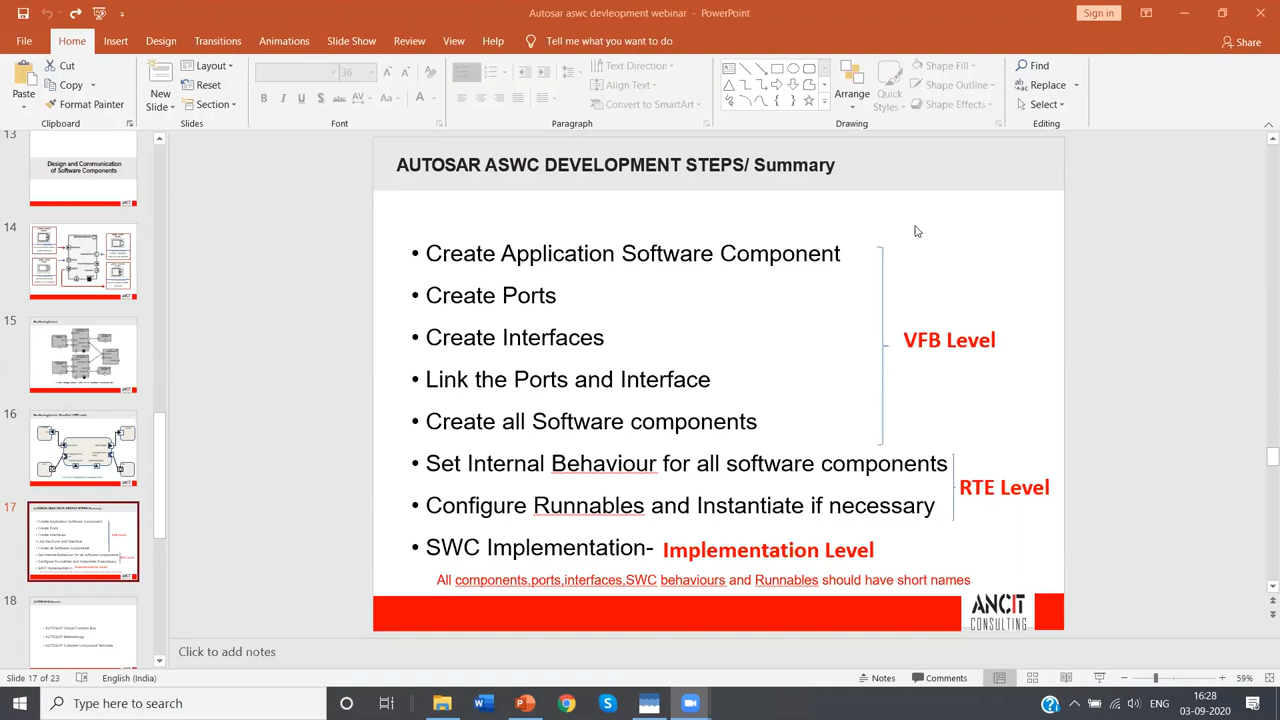 Autosar awcdev webinar - PowerPoint
Sign in
File Home Insert Design Transitions Animations Slide Show Review View Help Tell me what you want to do Share
Paste
Cut
Copy
Format Painter
Clipboard
New Slide
Layout
Reset
Section
Slides
36
Font
Text Direction
Align Text
Convert to SmartArt
Paragraph
Arrange
Quick Styles
Shape Fill
Shape Outline
Shape Effects
Drawing
Find
Replace
Select
Editing
13
Design and Communication
of Software Components
14
15
16
17
18
AUTOSAR ASWC DEVELOPMENT STEPS/ Summary
• Create Application Software Component
• Create Ports
• Create Interfaces
VFB Level
• Link the Ports and Interface
• Create all Software components
• Set Internal Behaviour for all software components
RTE Level
• Configure Runnables and Instantiate if necessary
• SWC Implementation- Implementation Level
All components,ports,interfaces,SWC behaviours and Runnables should have short names
ANCIT
CONSULTING
Click to add notes
Slide 17 of 23 English (India) Notes Comments 59%
Type here to search
16:28
03-09-2020